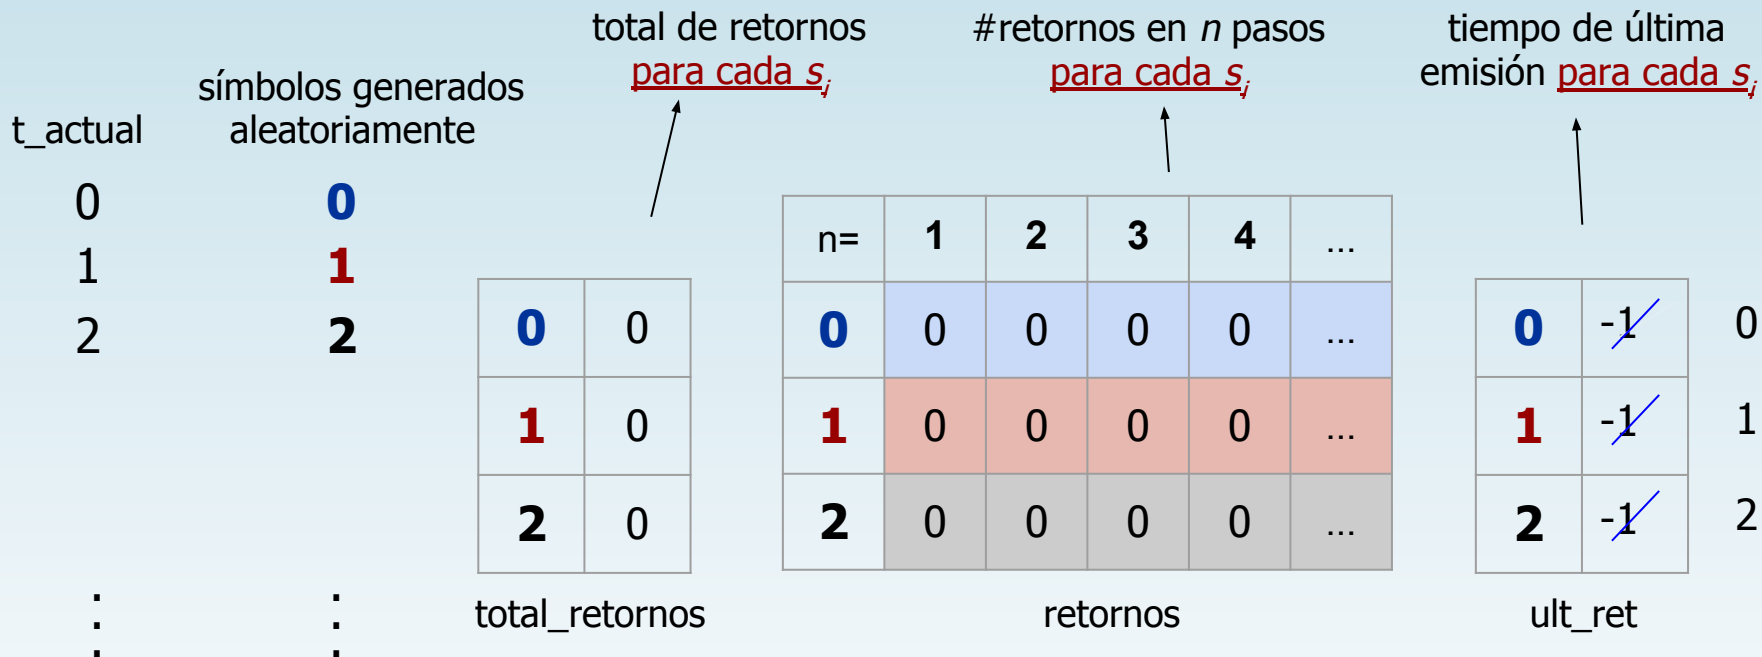 total de retornos
para cada s_i
#retornos en n pasos
para cada s_i
tiempo de última
emisión para cada s_i
símbolos generados
aleatoriamente
t_actual
0 0
1 1
2 2
. .
. .
. .
0 0
1 0
2 0
total_retornos
n= 1 2 3 4 ...
0 0 0 0 0 ...
1 0 0 0 0 ...
2 0 0 0 0 ...
retornos
0 -1 0
1 -1 1
2 -1 2
ult_ret